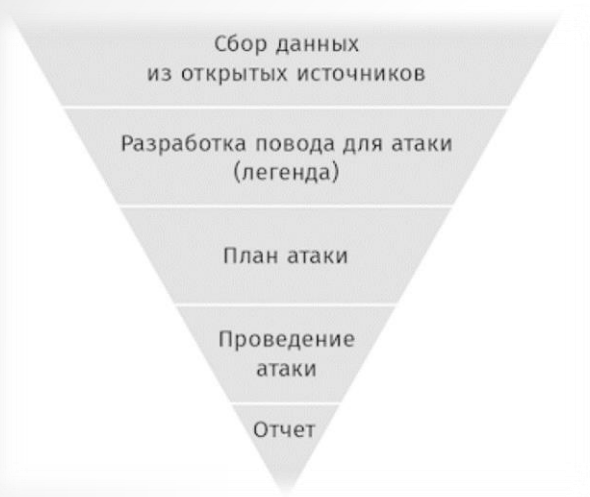 Сбор данных
из открытых источников
Разработка повода для атаки
(легенда)
План атаки
Проведение
атаки
Отчет